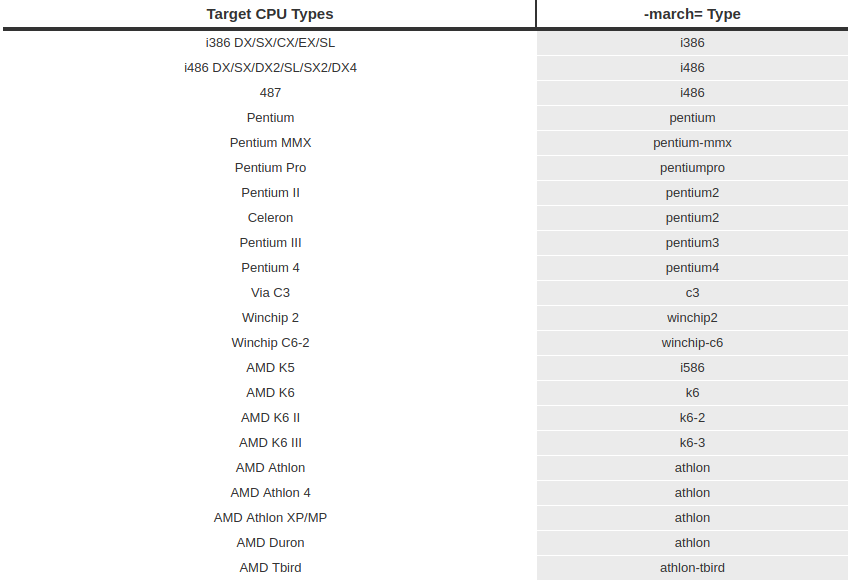 Target CPU Types -march= Type
i386 DX/SX/CX/EX/SL i386
i486 DX/SX/DX2/SL/SX2/DX4 i486
487 i486
Pentium pentium
Pentium MMX pentium-mmx
Pentium Pro pentiumpro
Pentium II pentium2
Celeron pentium2
Pentium III pentium3
Pentium 4 pentium4
Via C3 c3
Winchip 2 winchip2
Winchip C6-2 winchip-c6
AMD K5 i586
AMD K6 k6
AMD K6 II k6-2
AMD K6 III k6-3
AMD Athlon athlon
AMD Athlon 4 athlon
AMD Athlon XP/MP athlon
AMD Duron athlon
AMD Tbird athlon-tbird